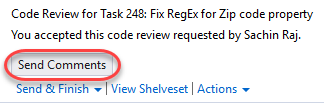 Code Review for Task 248: Fix RegEx for Zip code property
You accepted this code review requested by Sachin Raj.
Send Comments
Send & Finish | View Shelveset | Actions